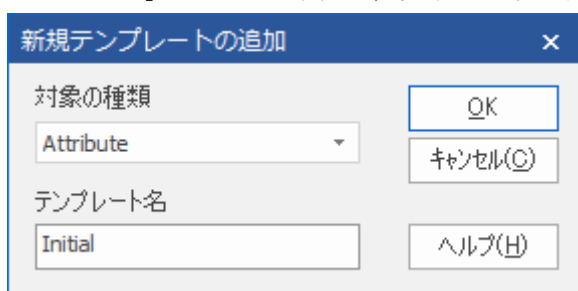 新規テンプレートの追加
対象の種類
Attribute
テンプレート名
Initial
OK
キャンセル(C)
ヘルプ(H)